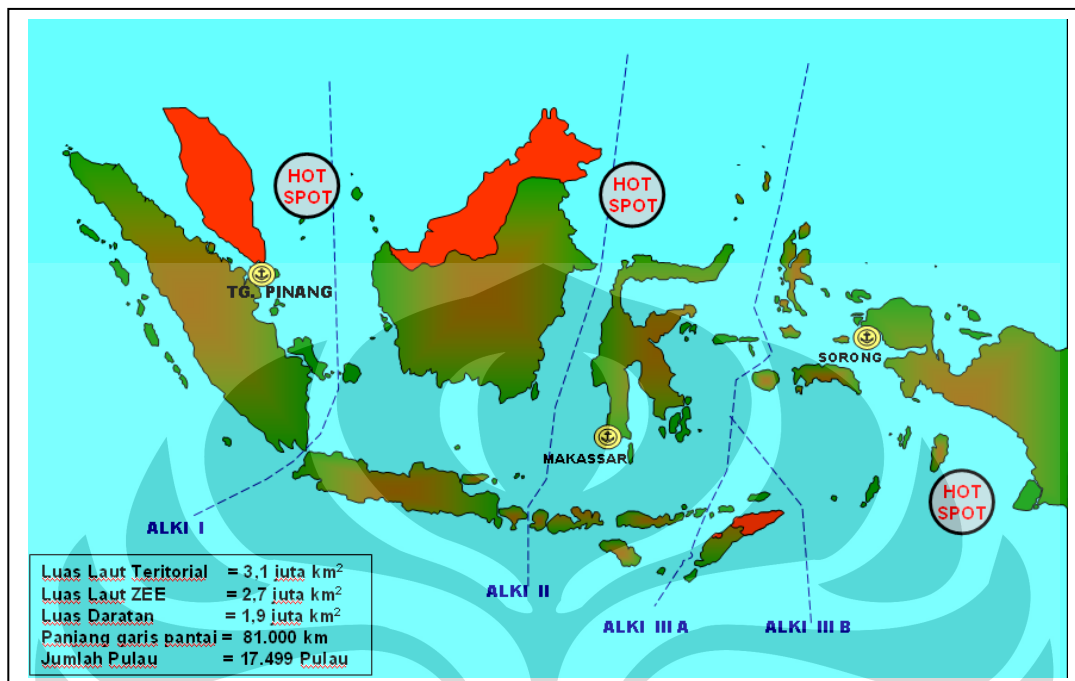 HOT
SPOT
HOT
SPOT
TG. PINANG
SORONG
MAKASSAR
HOT
SPOT
ALKI I
ALKI II
ALKI III A
ALKI III B
Luas Laut Teritorial = 3,1 juta km²
Luas Laut ZEE = 2,7 juta km²
Luas Daratan = 1,9 juta km²
Panjang garis pantai = 81.000 km
Jumlah Pulau = 17.499 Pulau